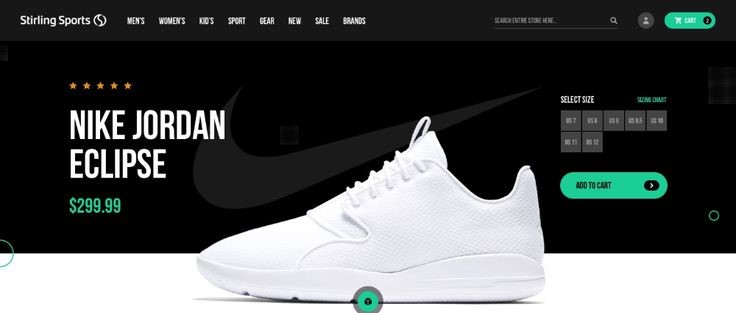 Stirling Sports
MEN'S WOMEN'S KID'S SPORT GEAR NEW SALE BRANDS
SEARCH ENTIRE STORE HERE...
CART 2
NIKE JORDAN
ECLIPSE
$299.99
SELECT SIZE SIZING CHART
US 7 US 8 US 9 US 9.5 US 10
US 11 US 12
ADD TO CART